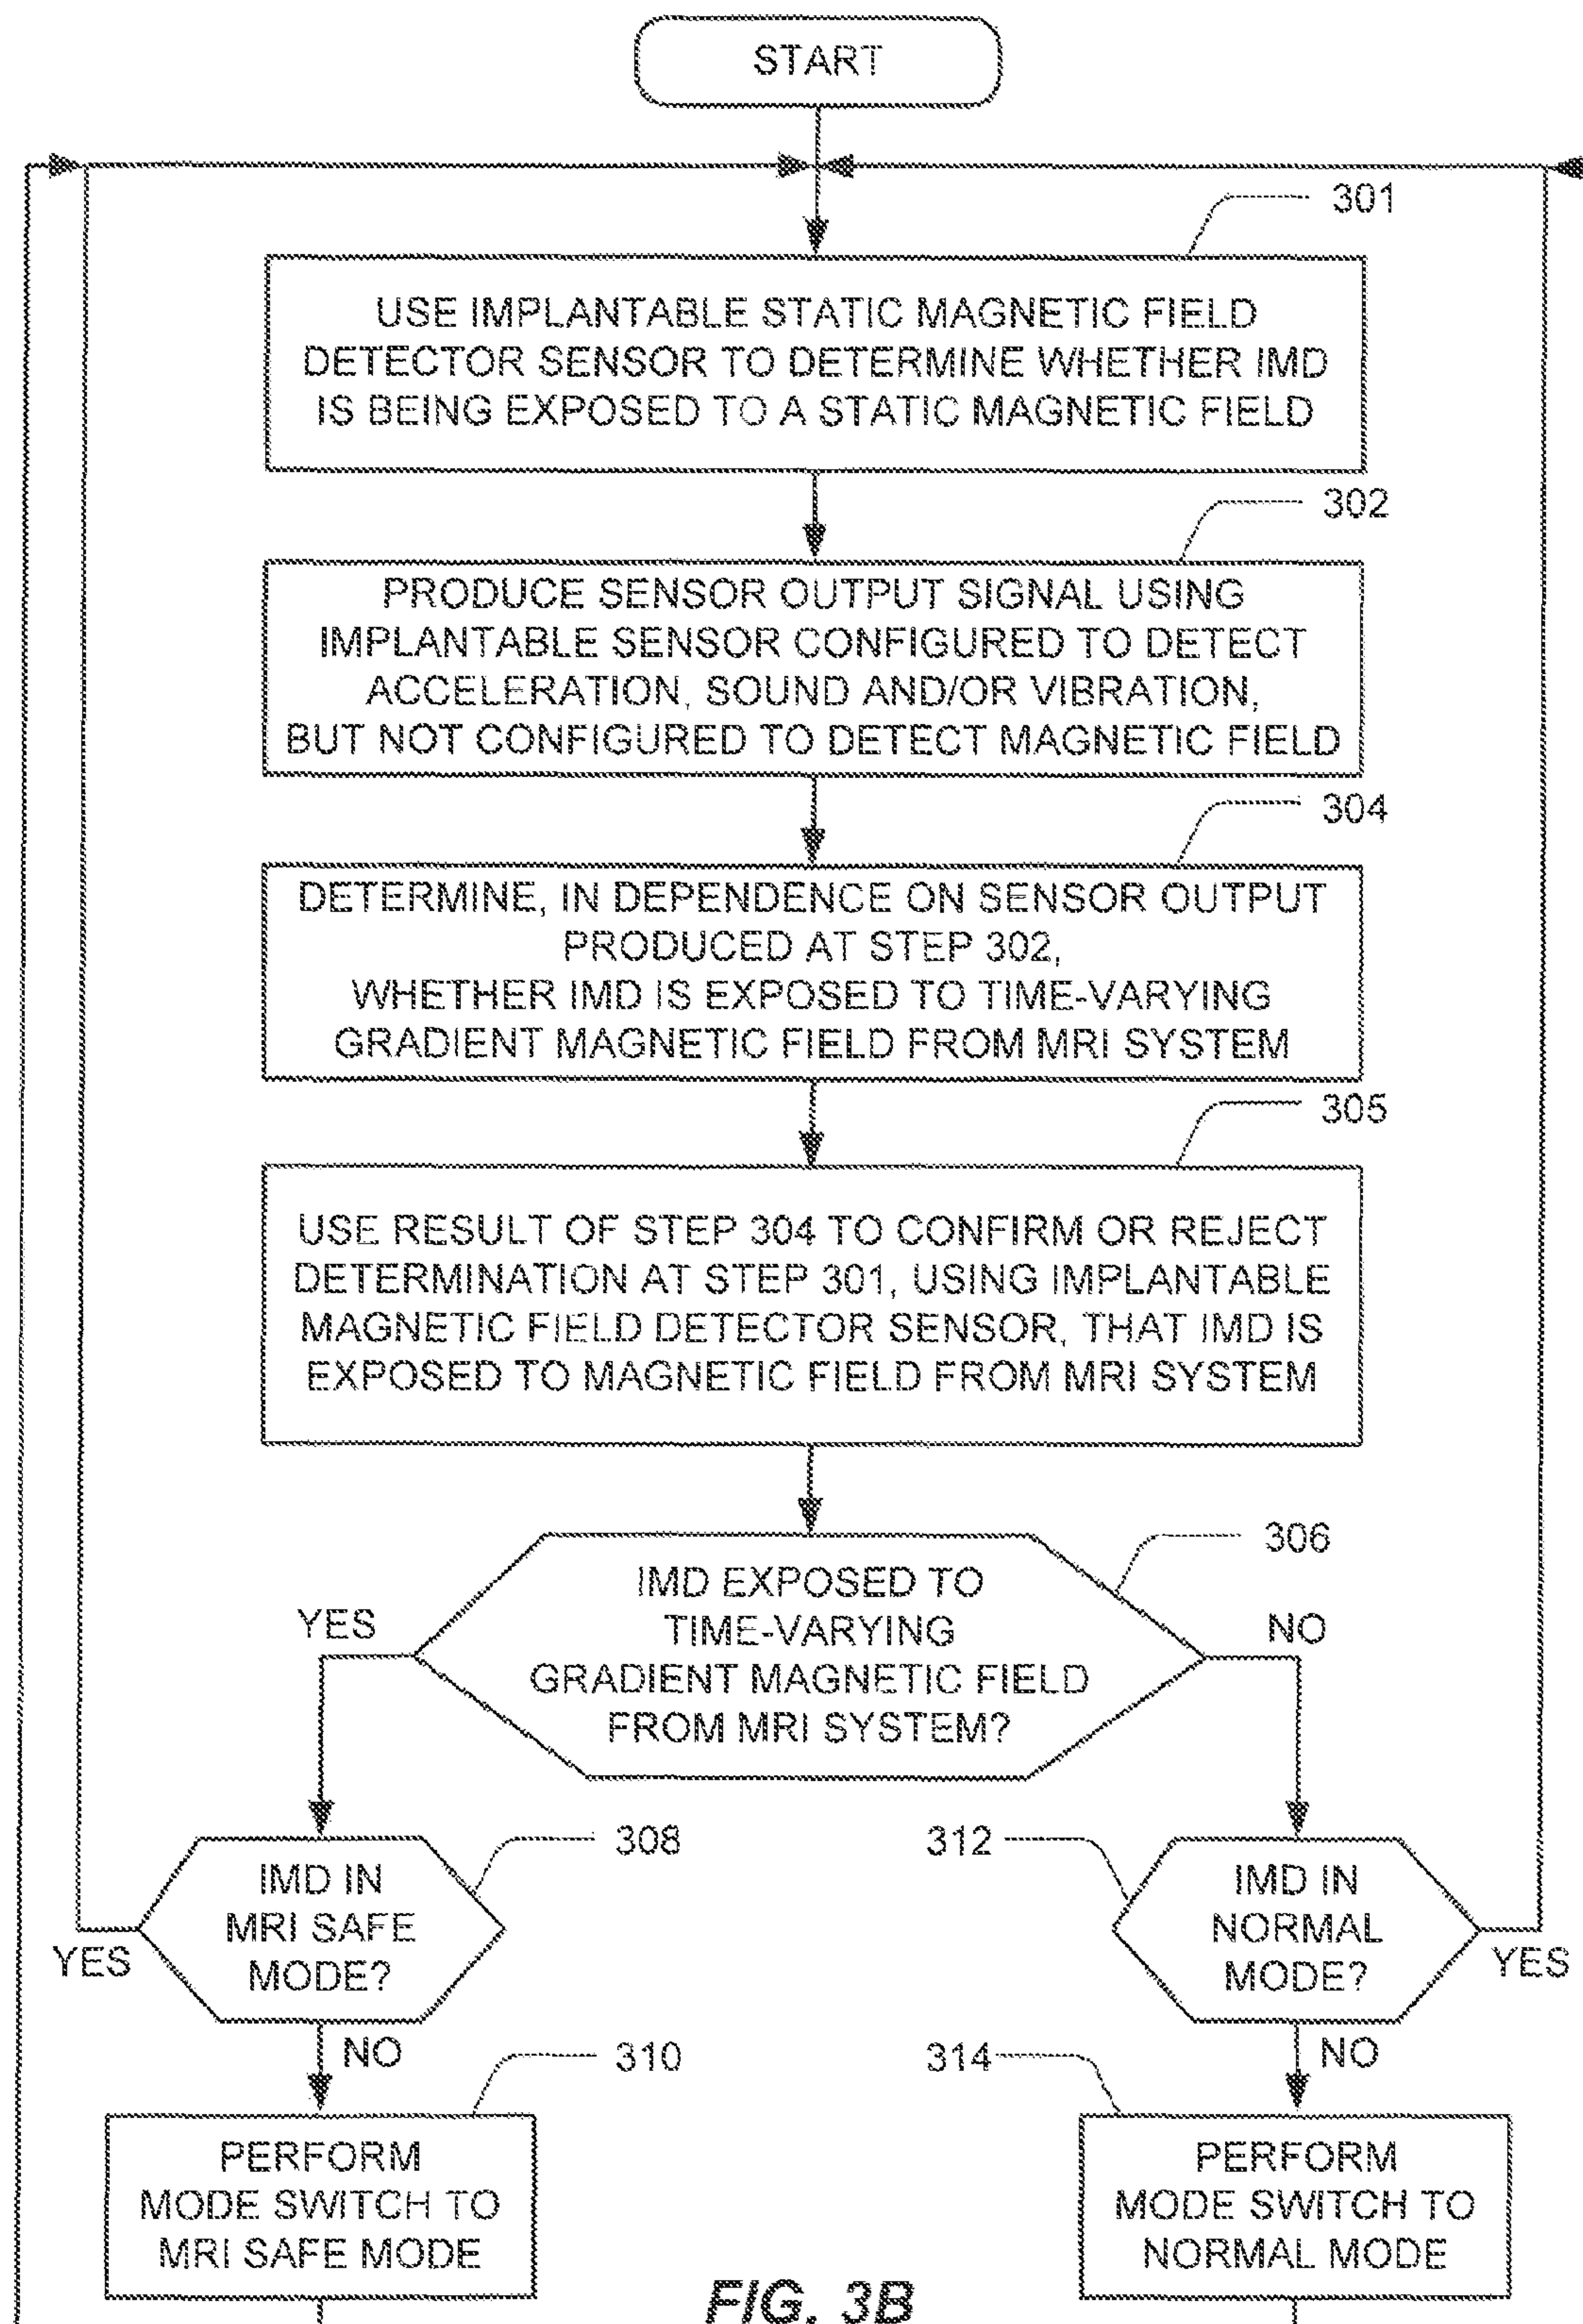 START
301
USE IMPLANTABLE STATIC MAGNETIC FIELD
DETECTOR SENSOR TO DETERMINE WHETHER IMD
IS BEING EXPOSED TO A STATIC MAGNETIC FIELD
302
PRODUCE SENSOR OUTPUT SIGNAL USING
IMPLANTABLE SENSOR CONFIGURED TO DETECT
ACCELERATION, SOUND AND/OR VIBRATION,
BUT NOT CONFIGURED TO DETECT MAGNETIC FIELD
304
DETERMINE, IN DEPENDENCE ON SENSOR OUTPUT
PRODUCED AT STEP 302,
WHETHER IMD IS EXPOSED TO TIME-VARYING
GRADIENT MAGNETIC FIELD FROM MRI SYSTEM
305
USE RESULT OF STEP 304 TO CONFIRM OR REJECT
DETERMINATION AT STEP 301, USING IMPLANTABLE
MAGNETIC FIELD DETECTOR SENSOR, THAT IMD IS
EXPOSED TO MAGNETIC FIELD FROM MRI SYSTEM
306
IMD EXPOSED TO
TIME-VARYING
GRADIENT MAGNETIC FIELD
FROM MRI SYSTEM?
YES
NO
308
IMD IN
MRI SAFE
MODE?
YES
NO
312
IMD IN
NORMAL
MODE?
YES
NO
310
PERFORM
MODE SWITCH TO
MRI SAFE MODE
314
PERFORM
MODE SWITCH TO
NORMAL MODE
FIG. 3B